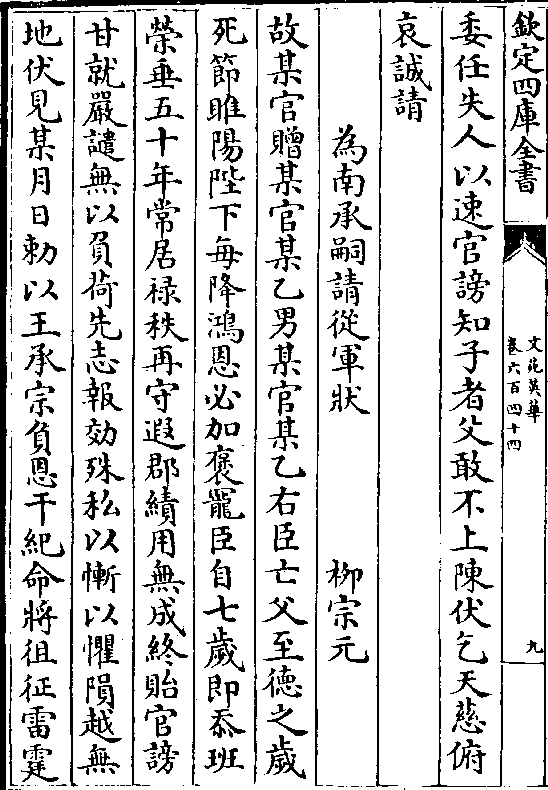 欽定四庫全書
文苑英華
卷六百四十四
九
委任失人以速官謗知子者父敢不上陳伏乞天慈俯
哀誠請
為南承嗣請從軍狀 柳宗元
故某官贈某官某乙男某官某乙右臣亡父至德之歲
死節睢陽陛下每降鴻恩必加褒寵臣自七歲即忝班
榮垂五十年常居禄秩再守遐郡績用無成終貽官謗
甘就嚴譴無以負荷先志報効殊私以慚以懼隕越無
地伏見某月日勅以王承宗負恩干紀命將徂征雷霆